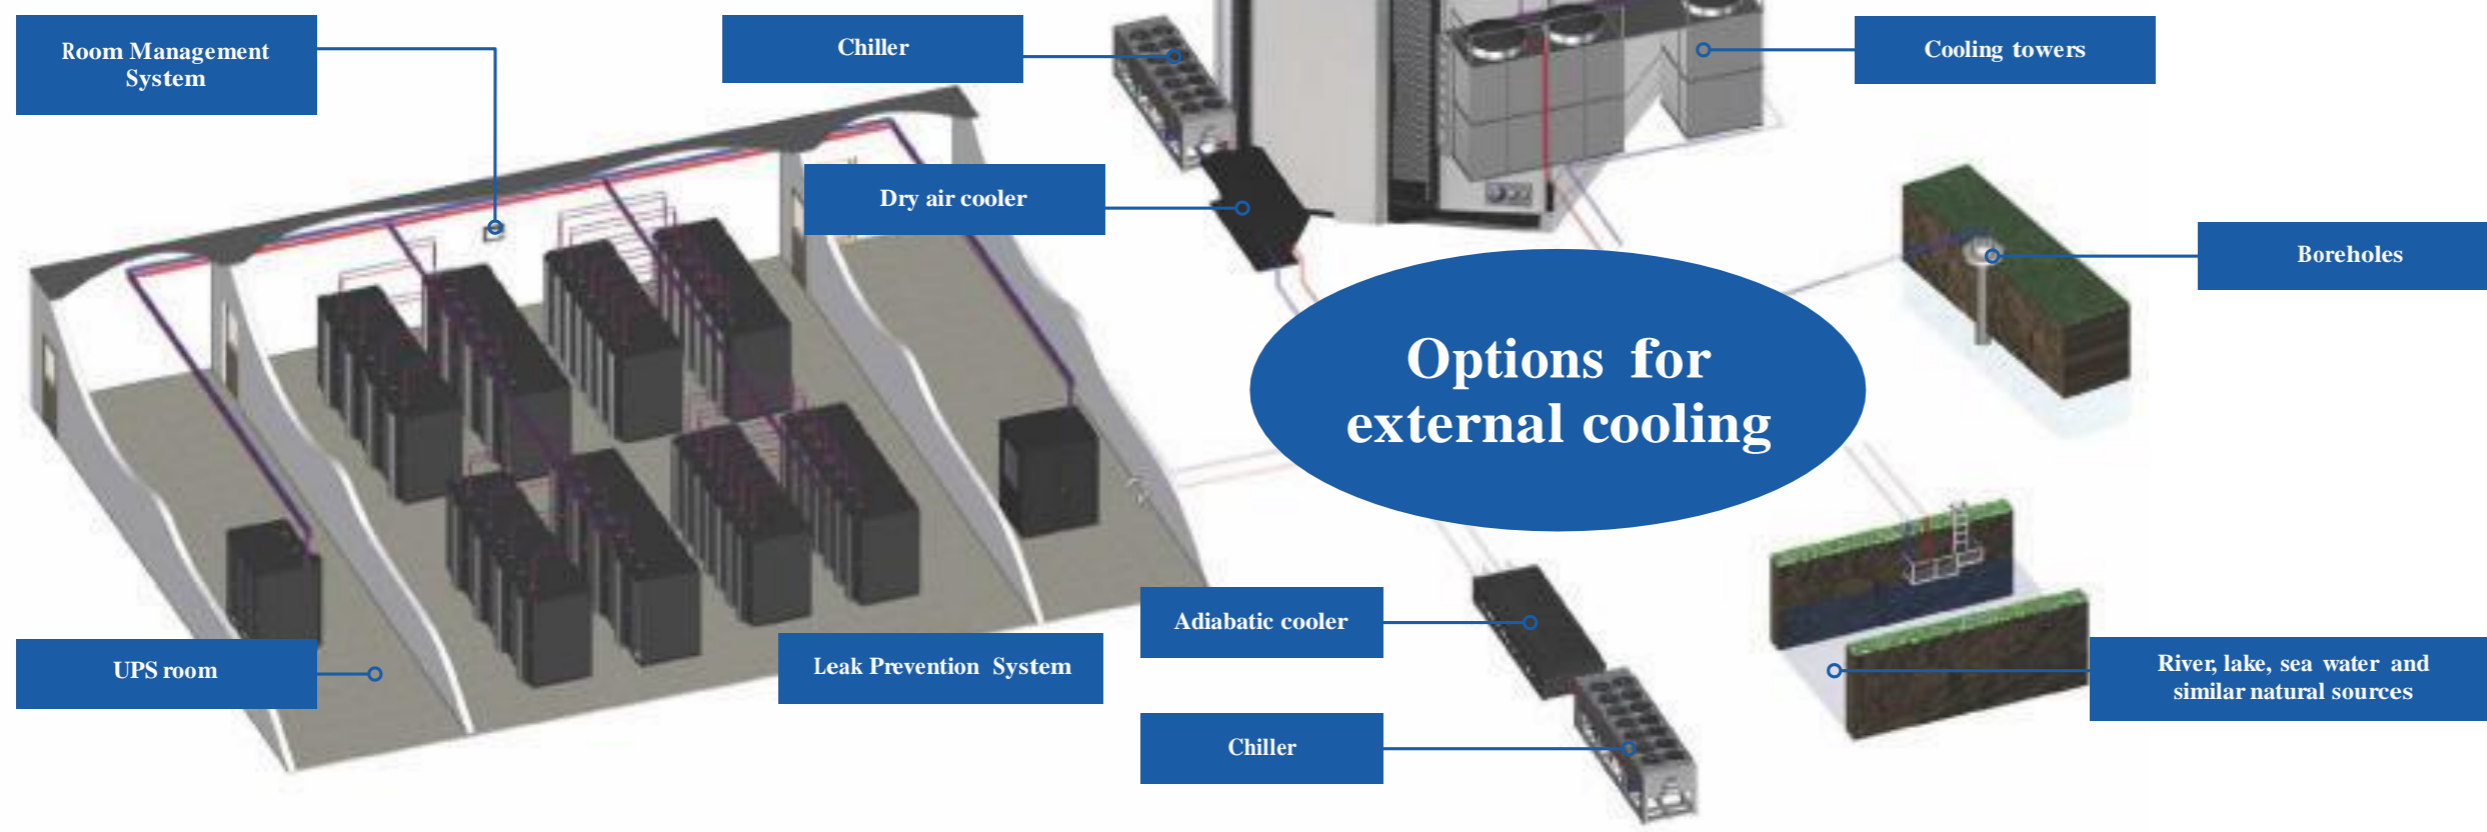 Room Management
System
Chiller
Cooling towers
Dry air cooler
Boreholes
Options for
external cooling
Adiabatic cooler
UPS room
Leak Prevention System
River, lake, sea water and
similar natural sources
Chiller